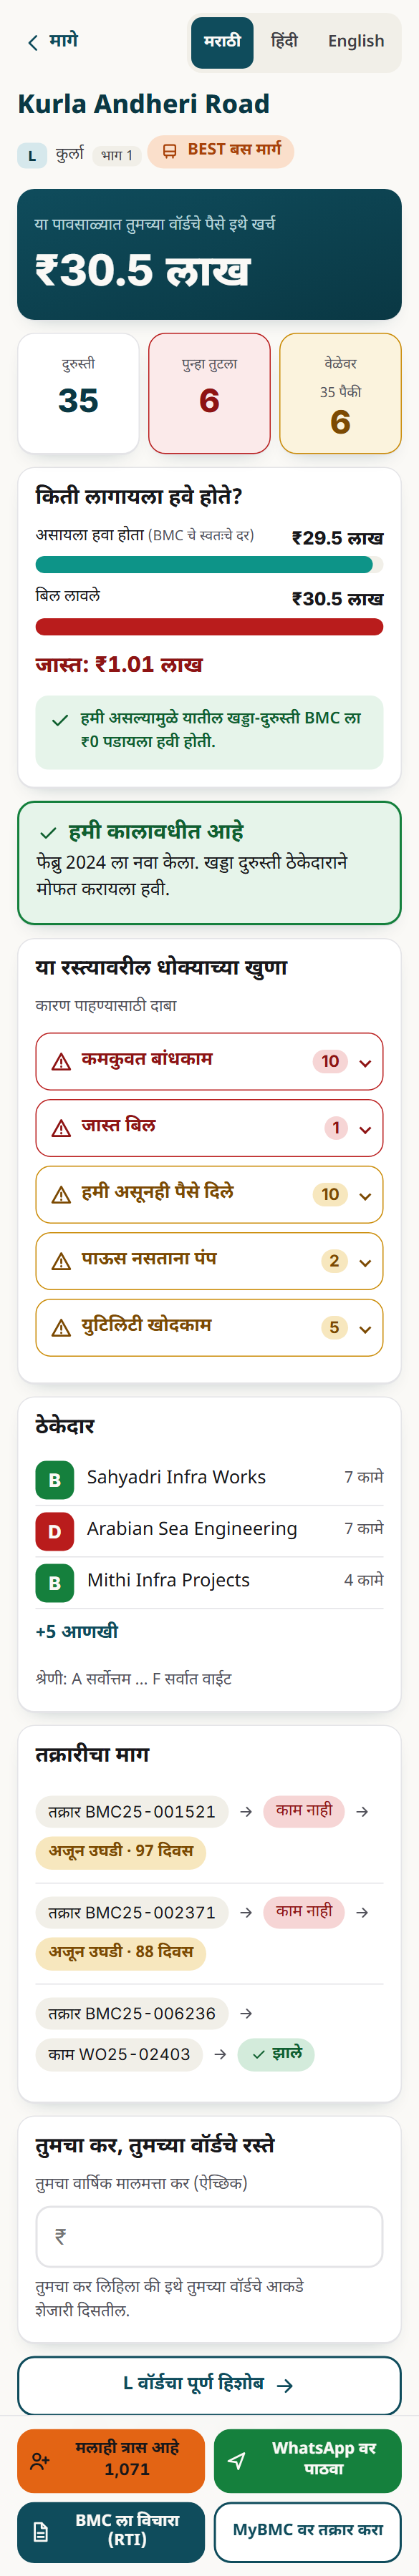 मागे
मराठी हिंदी English
Kurla Andheri Road
L कुर्ला भाग 1 BEST बस मार्ग
या पावसाळ्यात तुमच्या वॉर्डचे पैसे इथे खर्च
₹30.5 लाख
दुरुस्ती
35
पुन्हा तुटला
6
वेळेवर
35 पैकी
6
किती लागायला हवे होते?
असायला हवा होता (BMC चे स्वतःचे दर) ₹29.5 लाख
बिल लावले ₹30.5 लाख
जास्त: ₹1.01 लाख
हमी असल्यामुळे यातील खड्डा-दुरुस्ती BMC ला
₹0 पडायला हवी होती.
हमी कालावधीत आहे
फेब्रु 2024 ला नवा केला. खड्डा दुरुस्ती ठेकेदाराने
मोफत करायला हवी.
या रस्त्यावरील धोक्याच्या खुणा
कारण पाहण्यासाठी दाबा
कमकुवत बांधकाम 10
जास्त बिल 1
हमी असूनही पैसे दिले 10
पाऊस नसताना पंप 2
युटिलिटी खोदकाम 5
ठेकेदार
B Sahyadri Infra Works 7 कामे
D Arabian Sea Engineering 7 कामे
B Mithi Infra Projects 4 कामे
+5 आणखी
श्रेणी: A सर्वोत्तम … F सर्वात वाईट
तक्रारीचा माग
तक्रार BMC25-001521 → काम नाही →
अजून उघडी · 97 दिवस
तक्रार BMC25-002371 → काम नाही →
अजून उघडी · 88 दिवस
तक्रार BMC25-006236 →
काम WO25-02403 → झाले
तुमचा कर, तुमच्या वॉर्डचे रस्ते
तुमचा वार्षिक मालमत्ता कर (ऐच्छिक)
₹
तुमचा कर लिहिला की इथे तुमच्या वॉर्डचे आकडे
शेजारी दिसतील.
L वॉर्डचा पूर्ण हिशोब →
मलाही त्रास आहे
1,071
WhatsApp वर
पाठवा
BMC ला विचारा
(RTI)
MyBMC वर तक्रार करा